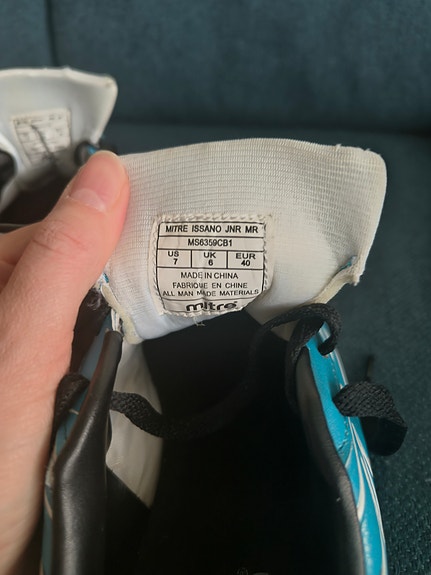 MITRE ISSANO JNR MR
MS6359CB1
US UK EUR
7 6 40
MADE IN CHINA
FABRIQUE EN CHINE
ALL MAN MADE MATERIALS
mitre